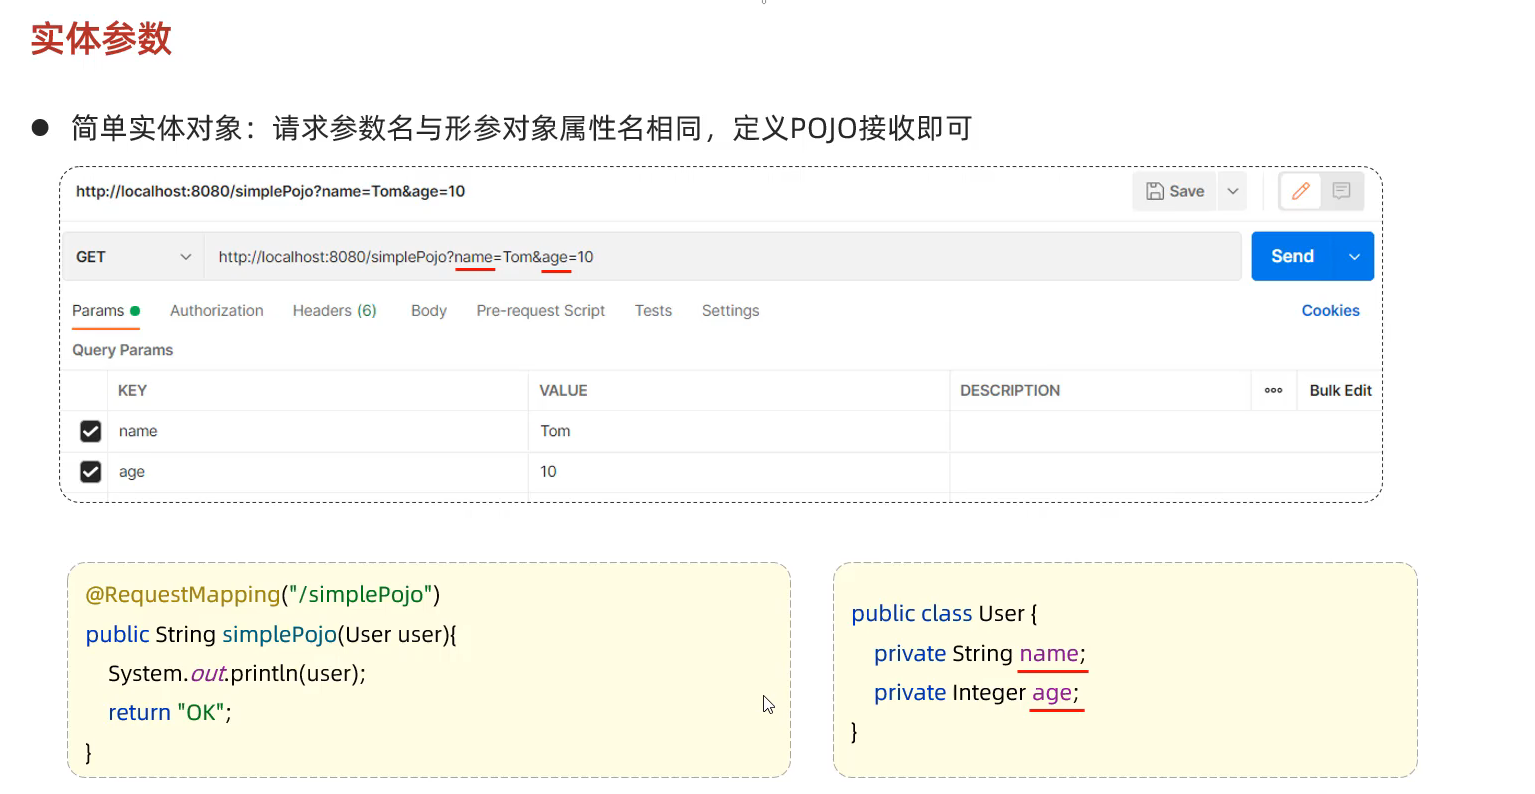 实体参数
● 简单实体对象：请求参数名与形参对象属性名相同，定义POJO接收即可
http://localhost:8080/simplePojo?name=Tom&age=10 Save
GET http://localhost:8080/simplePojo?name=Tom&age=10 Send
Params Authorization Headers (6) Body Pre-request Script Tests Settings Cookies
Query Params
KEY VALUE DESCRIPTION ooo Bulk Edit
name Tom
age 10
@RequestMapping("/simplePojo")
public String simplePojo(User user){
System.out.println(user);
return "OK";
}
public class User {
private String name;
private Integer age;
}